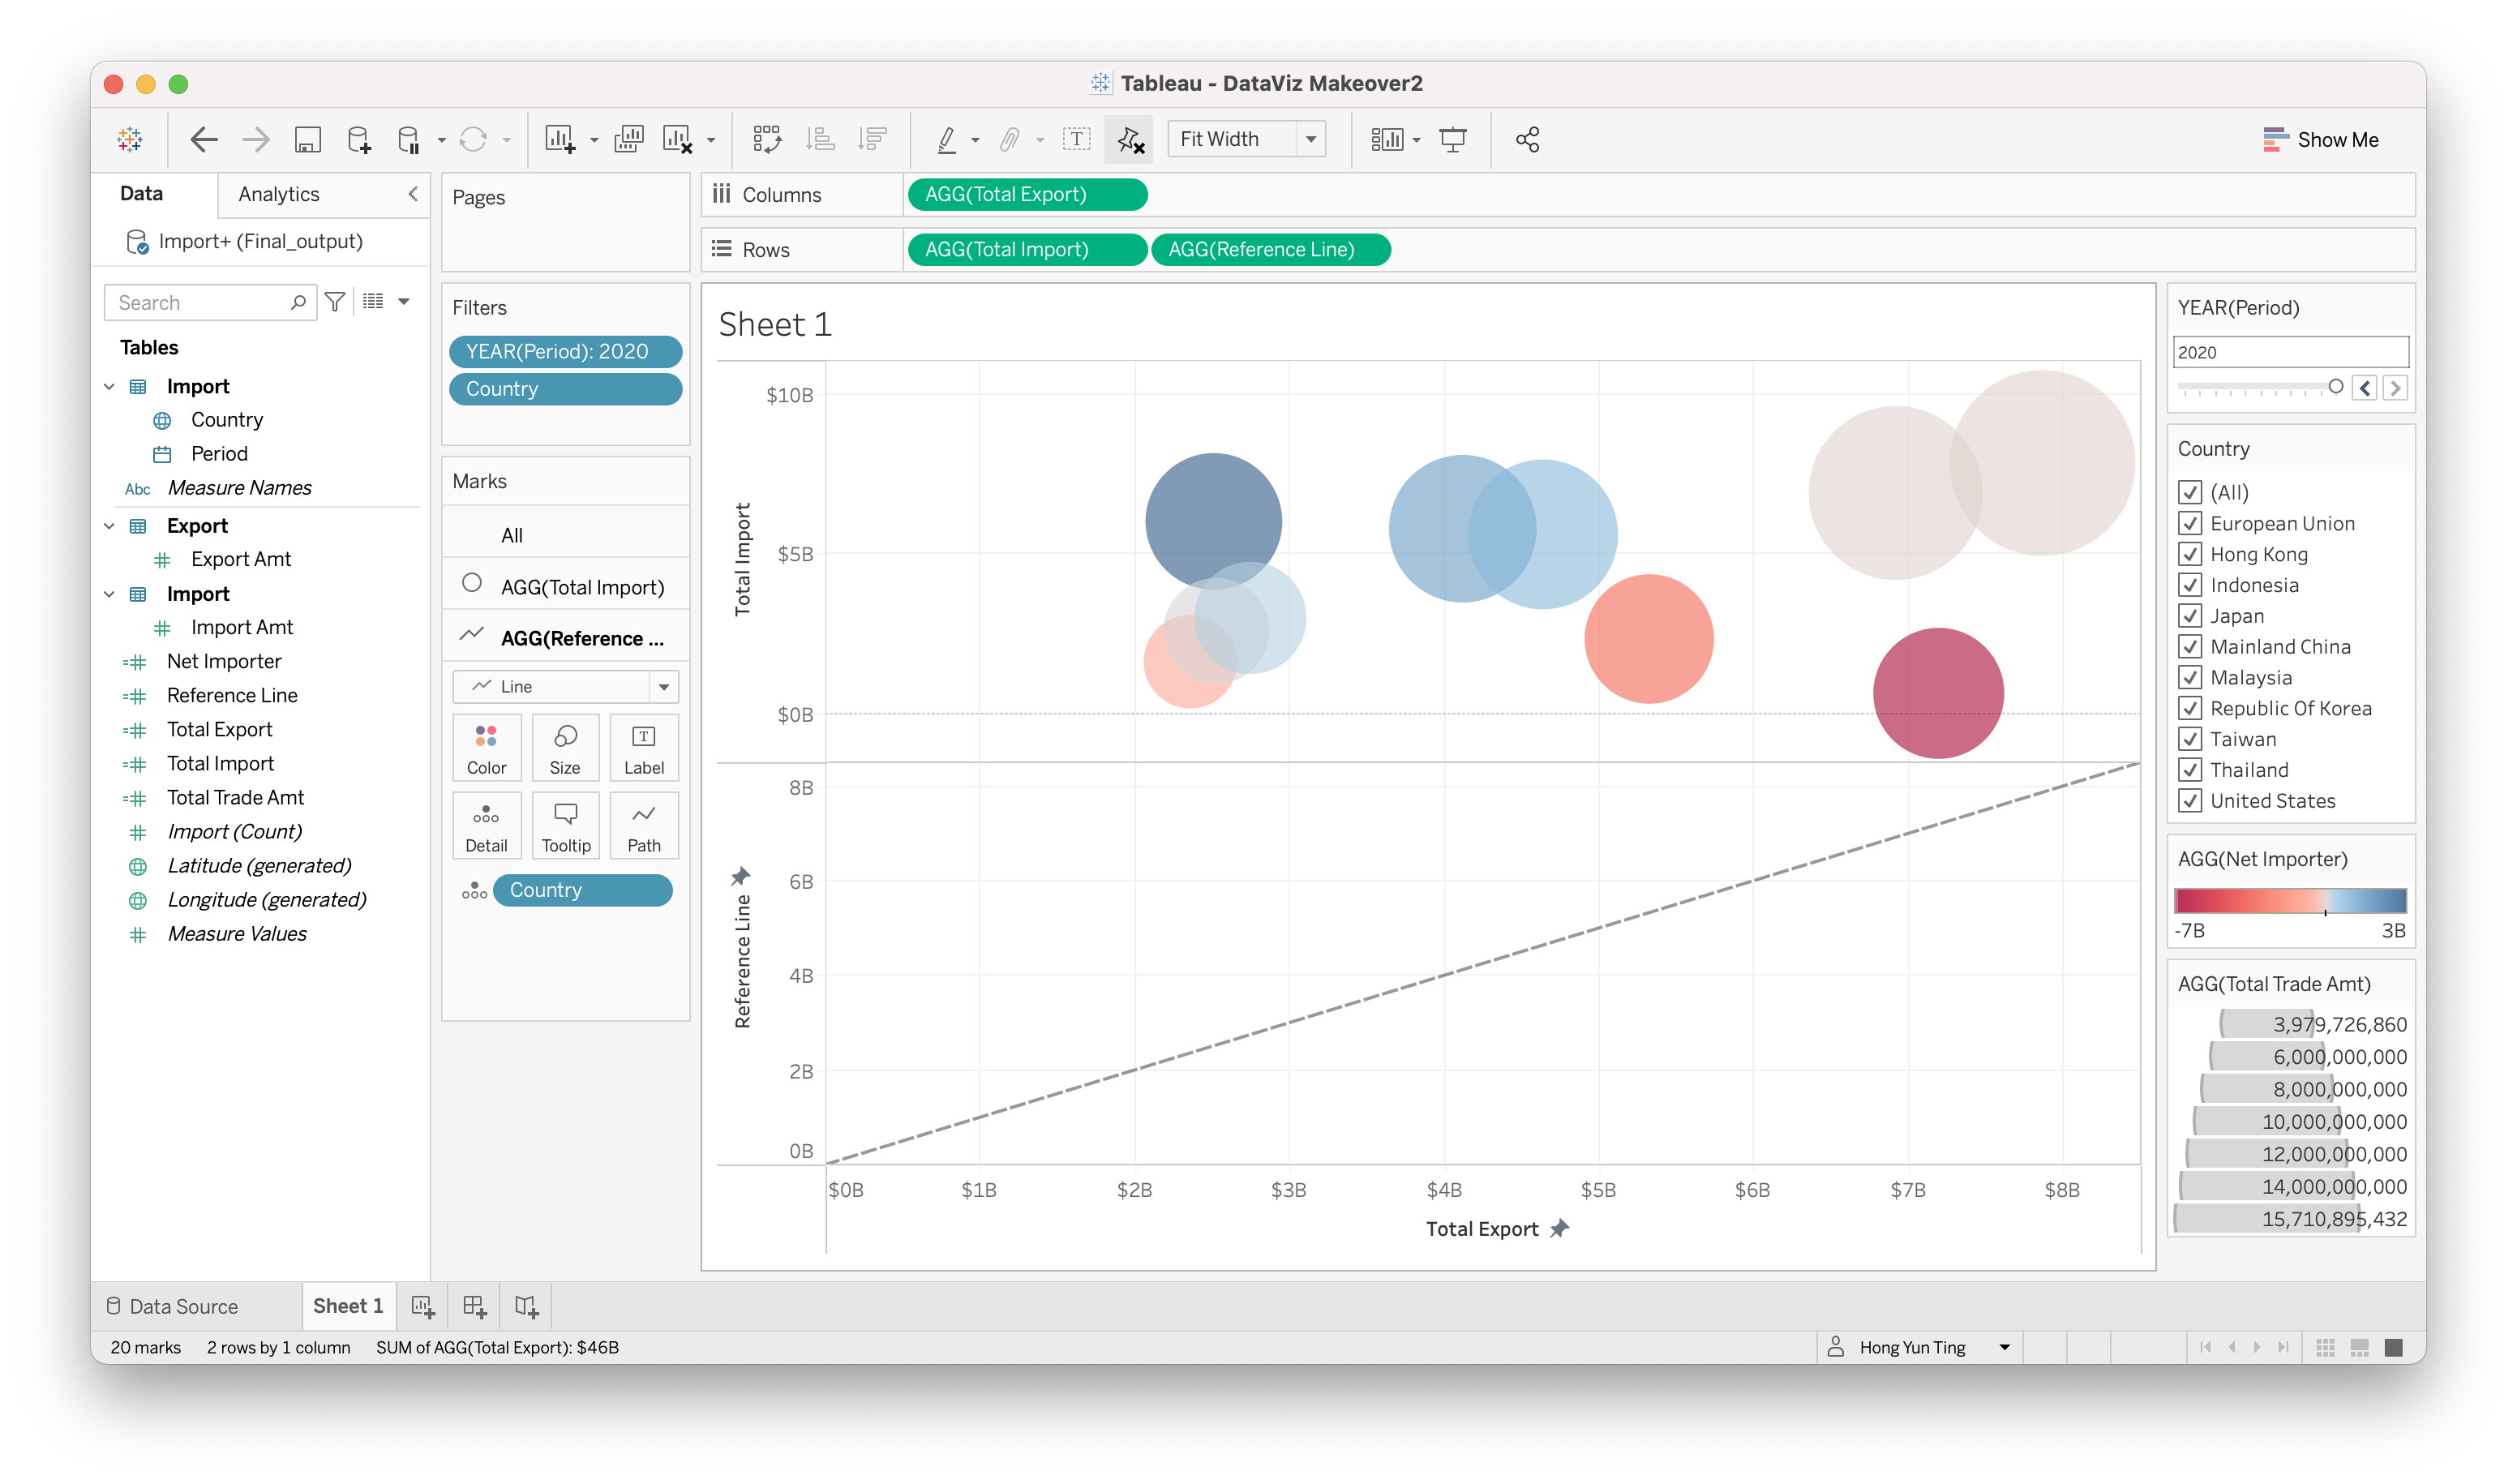 Tableau - DataViz Makeover2
Fit Width
Show Me
Data
Analytics
Import+ (Final_output)
Search
Tables
Import
Country
Period
Abc Measure Names
Export
Export Amt
Import
Import Amt
Net Importer
Reference Line
Total Export
Total Import
Total Trade Amt
Import (Count)
Latitude (generated)
Longitude (generated)
Measure Values
Pages
Filters
YEAR(Period): 2020
Country
Marks
All
AGG(Total Import)
AGG(Reference ...
Line
Color Size Label
Detail Tooltip Path
Country
Columns AGG(Total Export)
Rows AGG(Total Import) AGG(Reference Line)
Sheet 1
Total Import
$10B
$5B
$0B
Reference Line
8B
6B
4B
2B
0B
$0B $1B $2B $3B $4B $5B $6B $7B $8B
Total Export
YEAR(Period)
2020
Country
(All)
European Union
Hong Kong
Indonesia
Japan
Mainland China
Malaysia
Republic Of Korea
Taiwan
Thailand
United States
AGG(Net Importer)
-7B 3B
AGG(Total Trade Amt)
3,979,726,860
6,000,000,000
8,000,000,000
10,000,000,000
12,000,000,000
14,000,000,000
15,710,895,432
Data Source Sheet 1
20 marks 2 rows by 1 column SUM of AGG(Total Export): $46B Hong Yun Ting